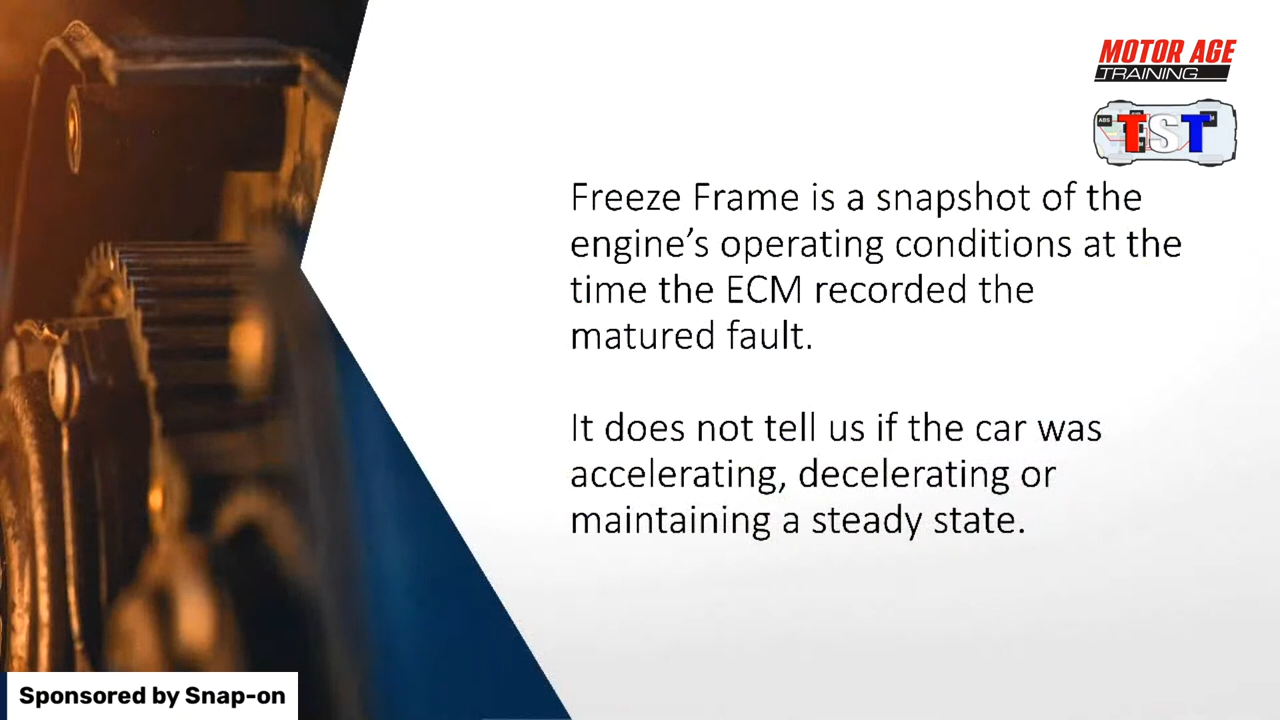 MOTOR AGE
TRAINING
TST
Freeze Frame is a snapshot of the
engine’s operating conditions at the
time the ECM recorded the
matured fault.
It does not tell us if the car was
accelerating, decelerating or
maintaining a steady state.
Sponsored by Snap-on